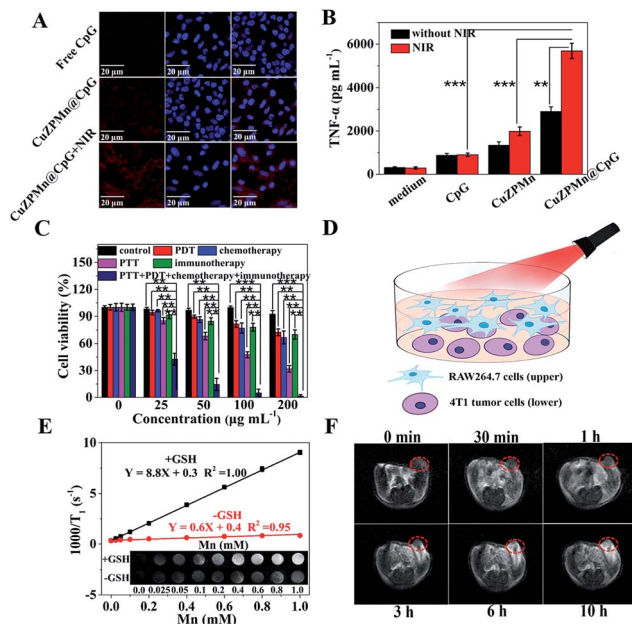 A
Free CpG
20 μm
20 μm
20 μm
CuZPMn@CpG
20 μm
20 μm
20 μm
CuZPMn@CpG+NIR
20 μm
20 μm
20 μm
B
without NIR
NIR
6000
4000
2000
0
TNF-α (pg mL⁻¹)
***
***
**
medium
CpG
CuZPMn
CuZPMn@CpG
C
control
PDT
chemotherapy
PTT
immunotherapy
PTT+PDT+chemotherapy+immunotherapy
150
120
90
60
30
0
Cell viability (%)
** ** *** ***
** ** ** **
** ** ** **
** ** ** **
0 25 50 100 200
Concentration (μg mL⁻¹)
D
RAW264.7 cells (upper)
4T1 tumor cells (lower)
E
10
5
0
-5
1000/T₁ (s⁻¹)
+GSH
Y = 8.8X + 0.3 R² =1.00
-GSH
Y = 0.6X + 0.4 R² =0.95
Mn (mM)
+GSH
-GSH
0.0 0.025 0.05 0.1 0.2 0.4 0.6 0.8 1.0
0.0 0.2 0.4 0.6 0.8 1.0
Mn (mM)
F
0 min 30 min 1 h
3 h 6 h 10 h